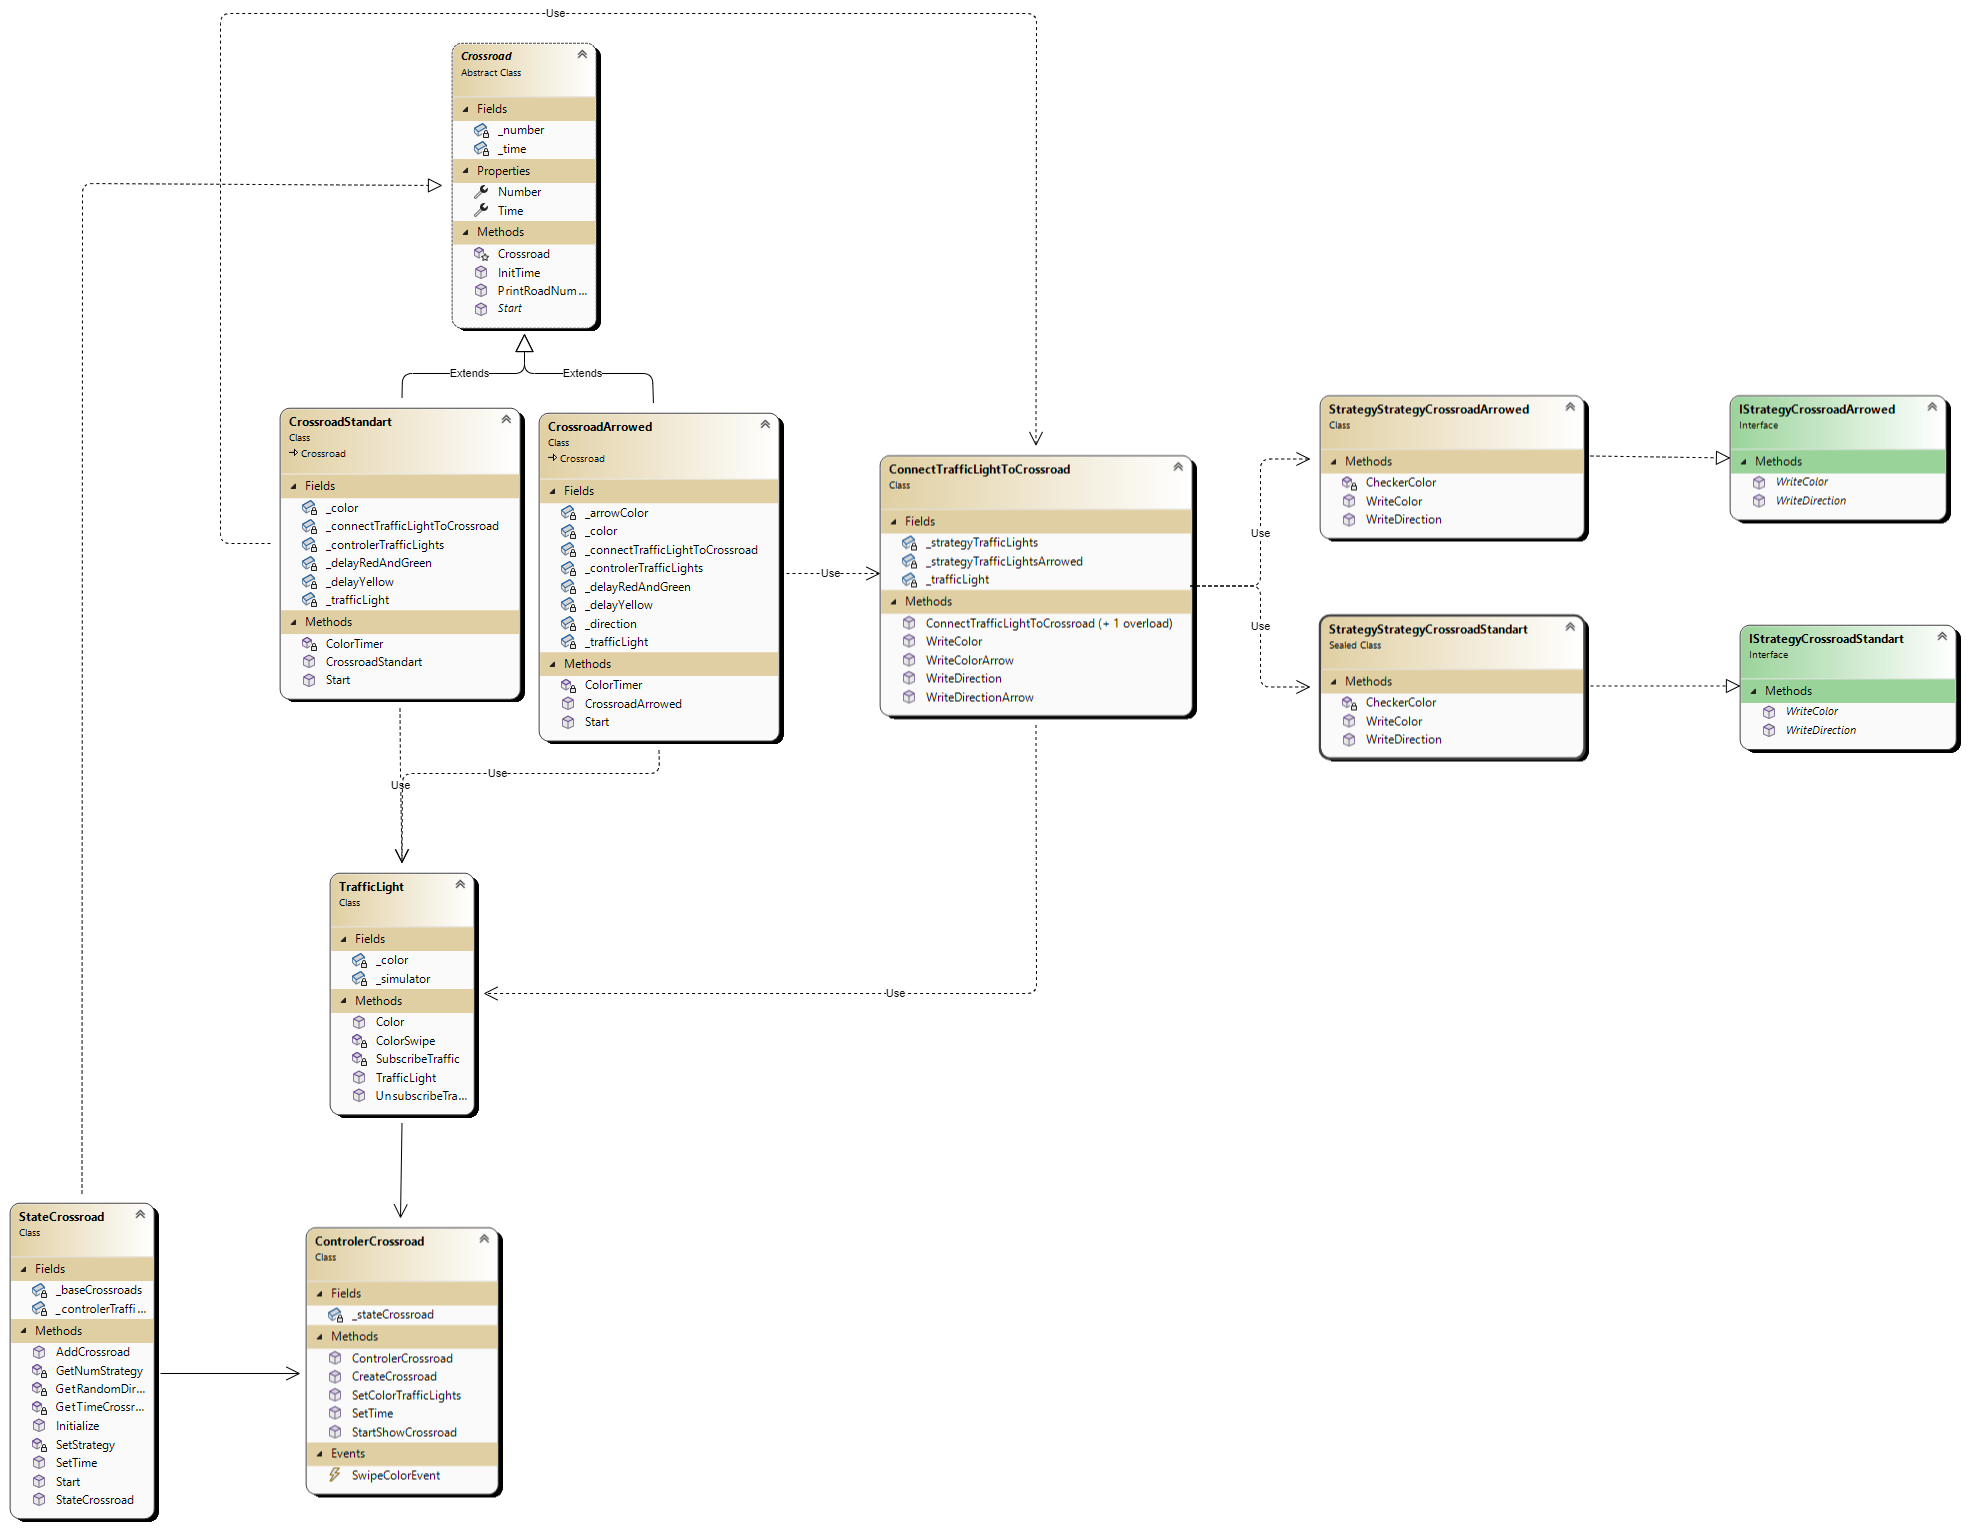 Use
Crossroad
Abstract Class
Fields
_number
_time
Properties
Number
Time
Methods
Crossroad
InitTime
PrintRoadNum...
Start
Extends
Extends
CrossroadStandart
Class
Crossroad
Fields
_color
_connectTrafficLightToCrossroad
_controlerTrafficLights
_delayRedAndGreen
_delayYellow
_trafficLight
Methods
ColorTimer
CrossroadStandart
Start
CrossroadArrowed
Class
Crossroad
Fields
_arrowColor
_color
_connectTrafficLightToCrossroad
_controlerTrafficLights
_delayRedAndGreen
_delayYellow
_direction
_trafficLight
Methods
ColorTimer
CrossroadArrowed
Start
Use
ConnectTrafficLightToCrossroad
Class
Fields
_strategyTrafficLights
_strategyTrafficLightsArrowed
_trafficLight
Methods
ConnectTrafficLightToCrossroad (+ 1 overload)
WriteColor
WriteColorArrow
WriteDirection
WriteDirectionArrow
Use
Use
StrategyStrategyCrossroadArrowed
Class
Methods
CheckerColor
WriteColor
WriteDirection
IStrategyCrossroadArrowed
Interface
Methods
WriteColor
WriteDirection
StrategyStrategyCrossroadStandart
Sealed Class
Methods
CheckerColor
WriteColor
WriteDirection
IStrategyCrossroadStandart
Interface
Methods
WriteColor
WriteDirection
Use
Use
Use
TrafficLight
Class
Fields
_color
_simulator
Methods
Color
ColorSwipe
SubscribeTraffic
TrafficLight
UnsubscribeTra...
StateCrossroad
Class
Fields
_baseCrossroads
_controlerTraffi...
Methods
AddCrossroad
GetNumStrategy
GetRandomDir...
GetTimeCrossr...
Initialize
SetStrategy
SetTime
Start
StateCrossroad
ControlerCrossroad
Class
Fields
_stateCrossroad
Methods
ControlerCrossroad
CreateCrossroad
SetColorTrafficLights
SetTime
StartShowCrossroad
Events
SwipeColorEvent